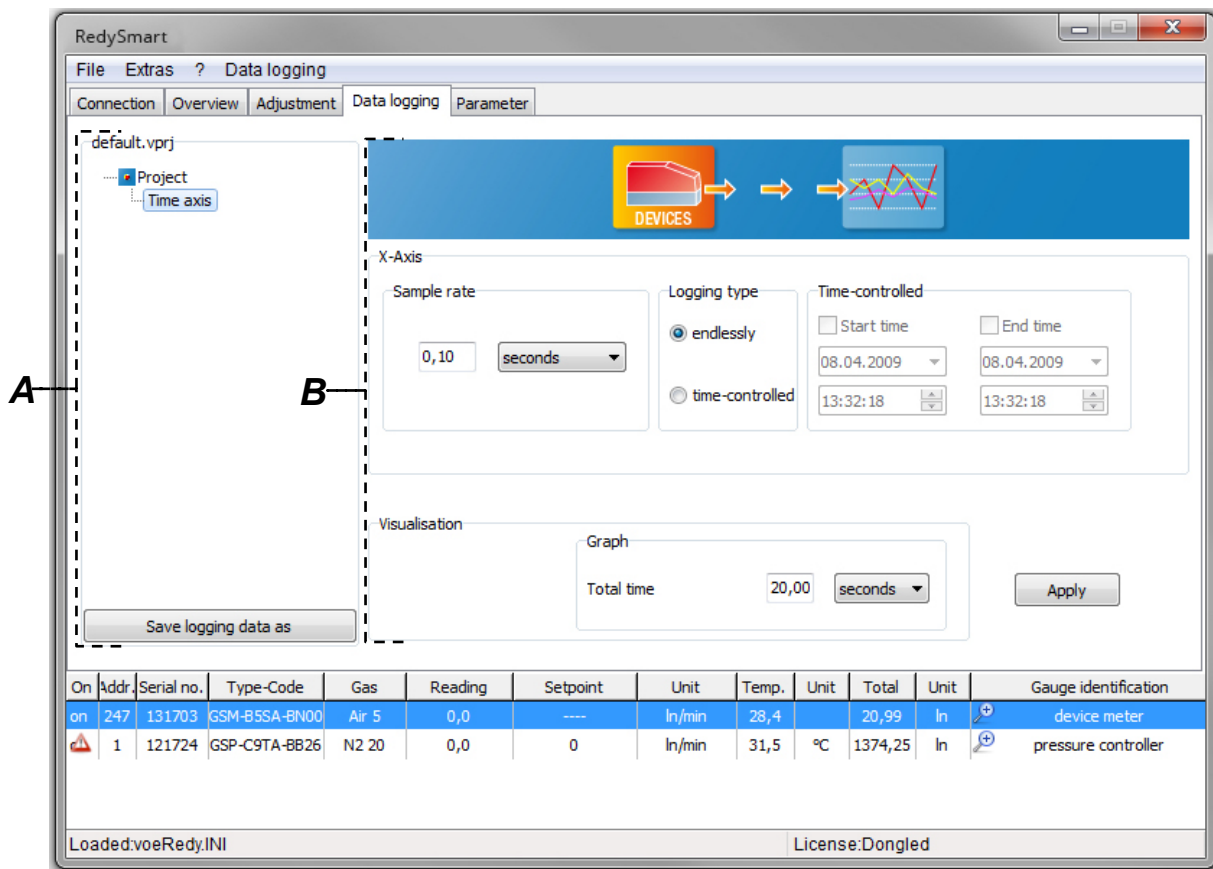 RedySmart
File Extras ? Data logging
Connection Overview Adjustment Data logging Parameter
default.vprj
Project
Time axis
Save logging data as
A
B
DEVICES
X-Axis
Sample rate Logging type Time-controlled
endlessly Start time End time
0,10 seconds 08.04.2009 08.04.2009
time-controlled 13:32:18 13:32:18
Visualisation
Graph
Total time 20,00 seconds
Apply
On Addr. Serial no. Type-Code Gas Reading Setpoint Unit Temp. Unit Total Unit Gauge identification
on 247 131703 GSM-B5SA-BN00 Air 5 0,0 ---- ln/min 28,4 20,99 ln device meter
1 121724 GSP-C9TA-BB26 N2 20 0,0 0 ln/min 31,5 °C 1374,25 ln pressure controller
Loaded:voeRedy.INI License:Dongled